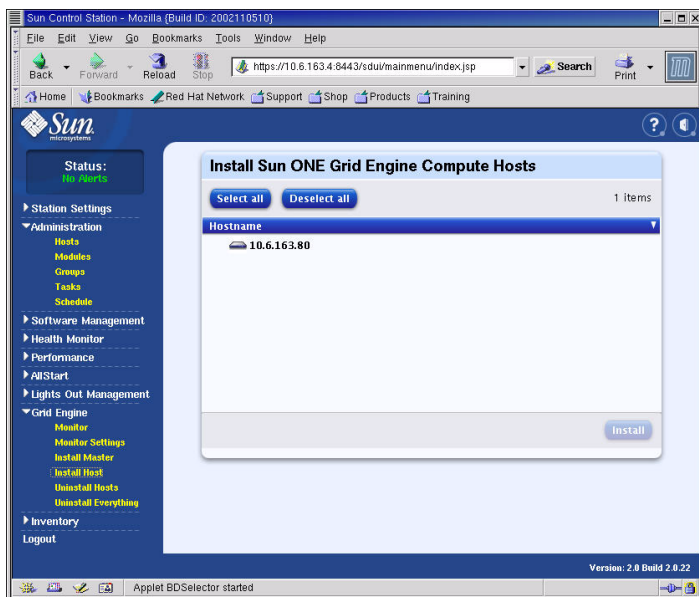 Sun Control Station - Mozilla {Build ID: 2002110510}
File Edit View Go Bookmarks Tools Window Help
Back Forward Reload Stop https://10.6.163.4:8443/sdui/mainmenu/index.jsp Search Print
Home Bookmarks Red Hat Network Support Shop Products Training
Sun
microsystems
Status:
No Alerts
Station Settings
Administration
Hosts
Modules
Groups
Tasks
Schedule
Software Management
Health Monitor
Performance
AllStart
Lights Out Management
Grid Engine
Monitor
Monitor Settings
Install Master
Install Host
Uninstall Hosts
Uninstall Everything
Inventory
Logout
Install Sun ONE Grid Engine Compute Hosts
Select all Deselect all 1 items
Hostname
10.6.163.80
Install
Version: 2.0 Build 2.0.22
Applet BDSelector started